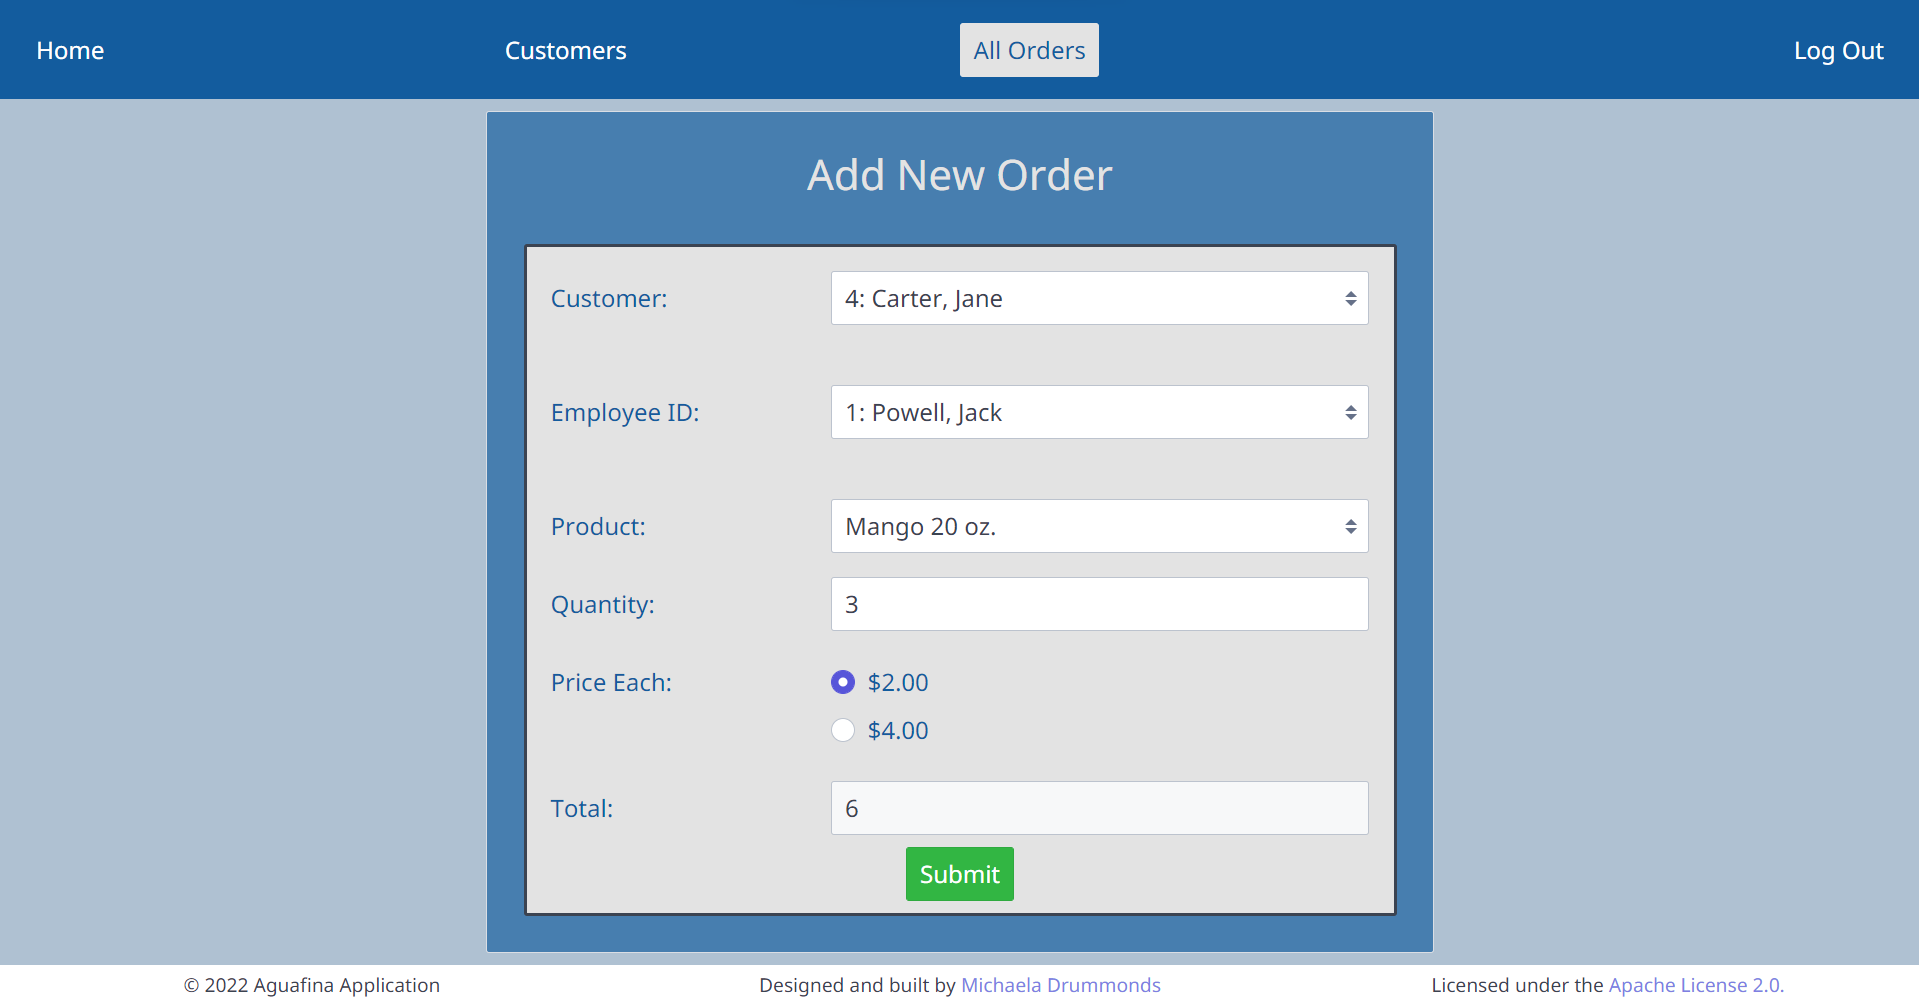 Home Customers All Orders Log Out
Add New Order
Customer: 4: Carter, Jane
Employee ID: 1: Powell, Jack
Product: Mango 20 oz.
Quantity: 3
Price Each: $2.00
$4.00
Total: 6
Submit
© 2022 Aguafina Application Designed and built by Michaela Drummonds Licensed under the Apache License 2.0.